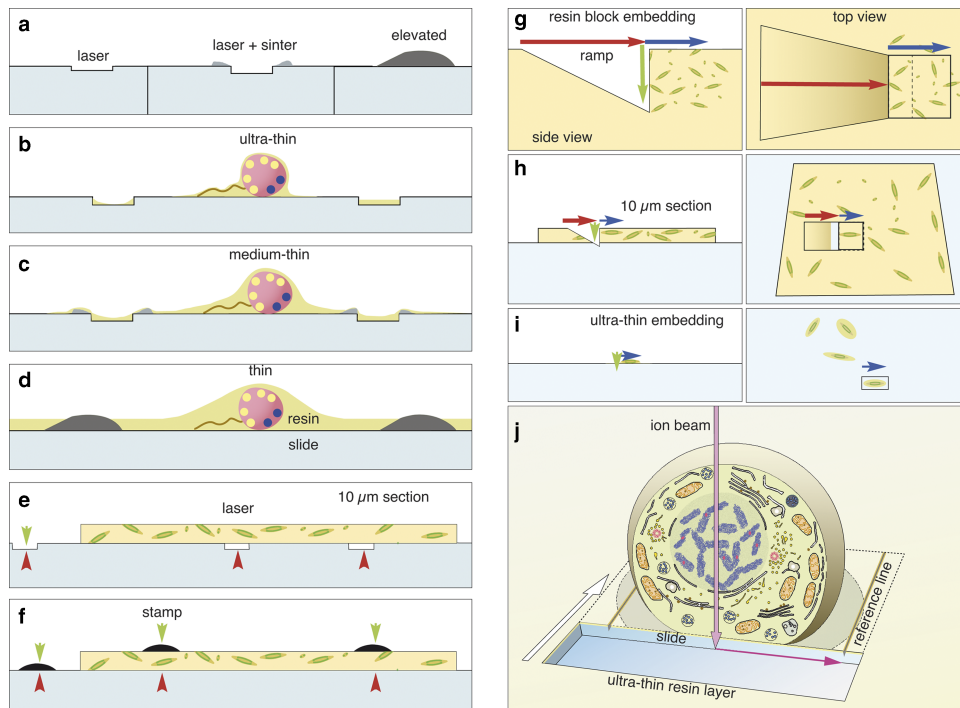 a
laser
laser + sinter
elevated
b
ultra-thin
c
medium-thin
d
thin
resin
slide
e
laser
10 µm section
f
stamp
g
resin block embedding
ramp
side view
top view
h
10 µm section
i
ultra-thin embedding
j
ion beam
slide
reference line
ultra-thin resin layer